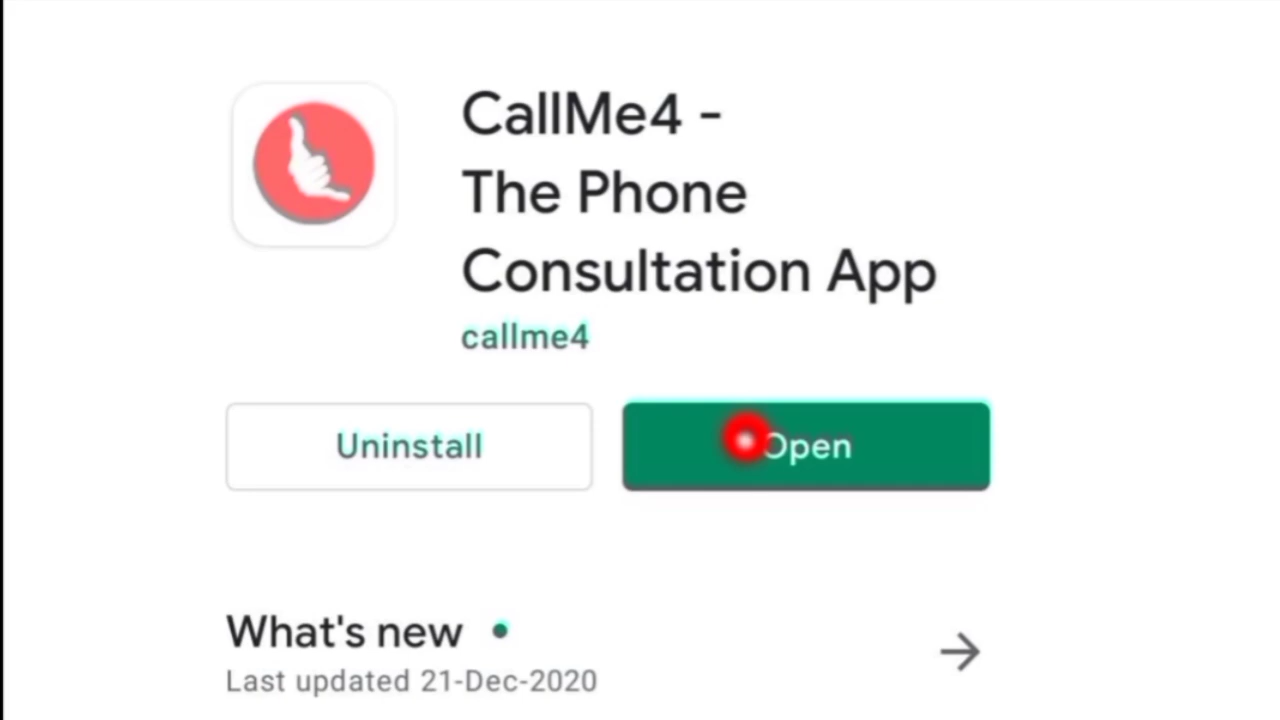 CallMe4 -
The Phone
Consultation App
callme4
Uninstall
Open
What's new
Last updated 21-Dec-2020